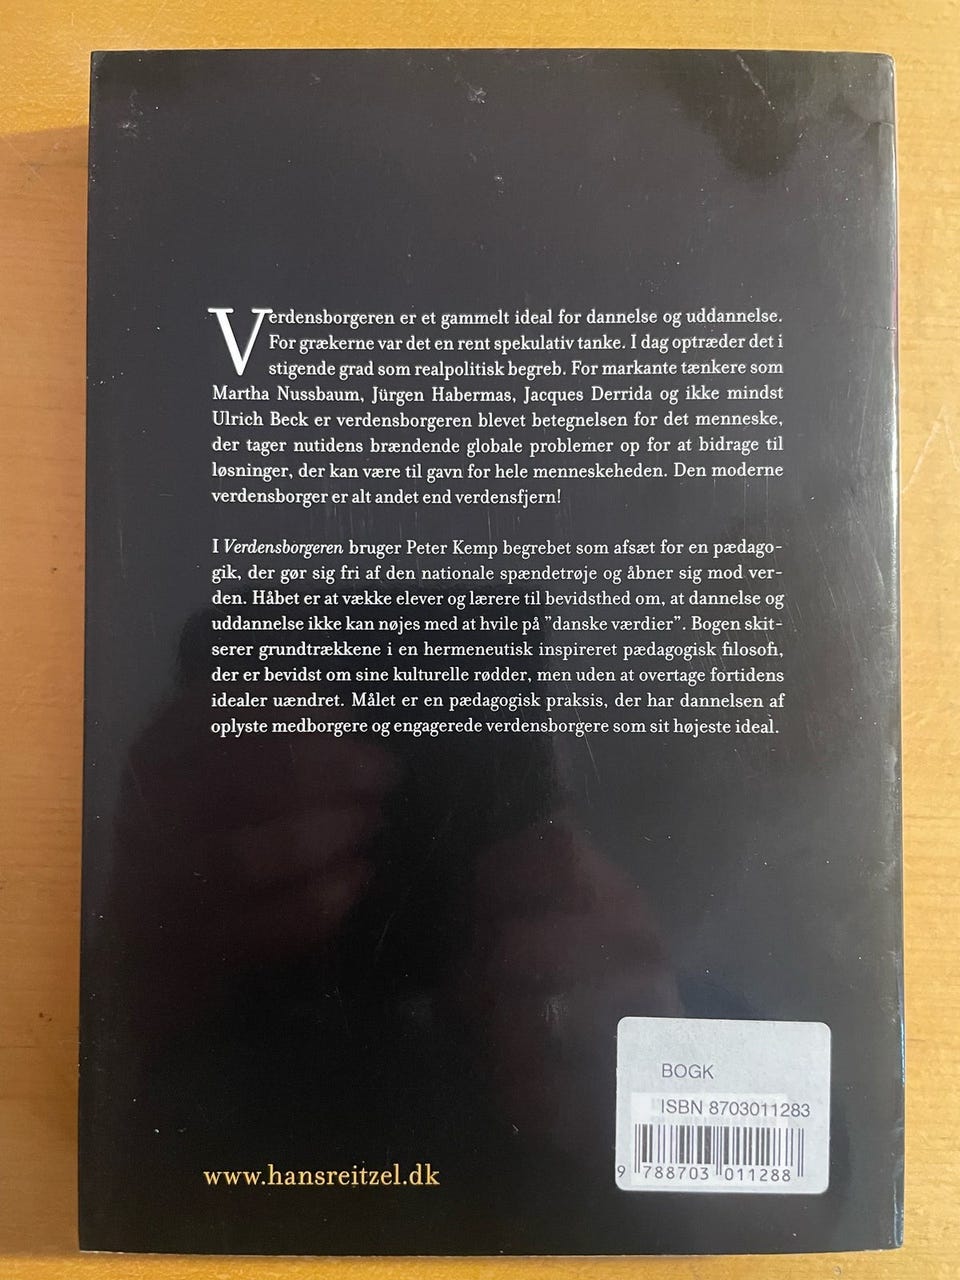 Verdensborgeren er et gammelt ideal for dannelse og uddannelse.
For grækerne var det en rent spekulativ tanke. I dag optræder det i
stigende grad som realpolitisk begreb. For markante tænkere som
Martha Nussbaum, Jürgen Habermas, Jacques Derrida og ikke mindst
Ulrich Beck er verdensborgeren blevet betegnelsen for det menneske,
der tager nutidens brændende globale problemer op for at bidrage til
løsninger, der kan være til gavn for hele menneskeheden. Den moderne
verdensborger er alt andet end verdensfjern!
I Verdensborgeren bruger Peter Kemp begrebet som afsæt for en pædago-
gik, der gør sig fri af den nationale spændetrøje og åbner sig mod ver-
den. Håbet er at vække elever og lærere til bevidsthed om, at dannelse og
uddannelse ikke kan nøjes med at hvile på ”danske værdier”. Bogen skit-
serer grundtrækkene i en hermeneutisk inspireret pædagogisk filosofi,
der er bevidst om sine kulturelle rødder, men uden at overtage fortidens
idealer uændret. Målet er en pædagogisk praksis, der har dannelsen af
oplyste medborgere og engagerede verdensborgere som sit højeste ideal.
BOGK
ISBN 8703011283
9 788703 011288
www.hansreitzel.dk